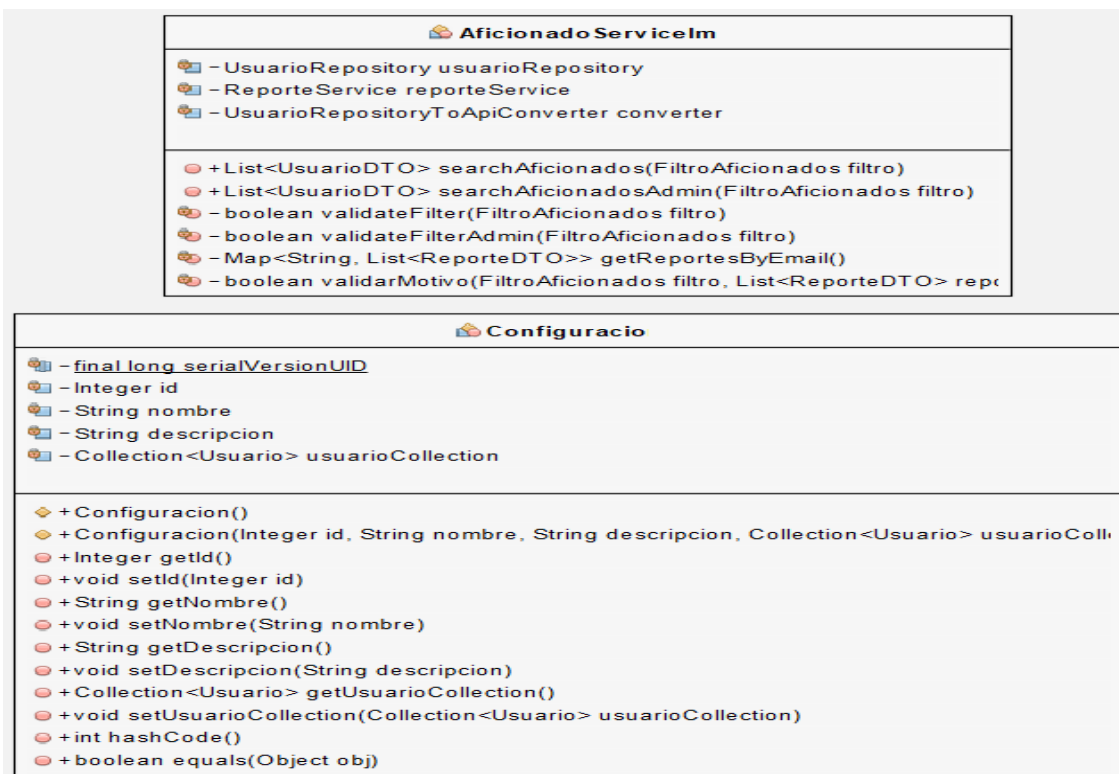 AficionadoServiceIm
-UsuarioRepository usuarioRepository
-ReporteService reporteService
-UsuarioRepositoryToApiConverter converter
+List<UsuarioDTO> searchAficionados(FiltroAficionados filtro)
+List<UsuarioDTO> searchAficionadosAdmin(FiltroAficionados filtro)
-boolean validateFilter(FiltroAficionados filtro)
-boolean validateFilterAdmin(FiltroAficionados filtro)
-Map<String, List<ReporteDTO>> getReportesByEmail()
-boolean validarMotivo(FiltroAficionados filtro, List<ReporteDTO> repo
Configuracio
-final long serialVersionUID
-Integer id
-String nombre
-String descripcion
-Collection<Usuario> usuarioCollection
+Configuracion()
+Configuracion(Integer id, String nombre, String descripcion, Collection<Usuario> usuarioColl
+Integer getId()
+void setId(Integer id)
+String getNombre()
+void setNombre(String nombre)
+String getDescripcion()
+void setDescripcion(String descripcion)
+Collection<Usuario> getUsuarioCollection()
+void setUsuarioCollection(Collection<Usuario> usuarioCollection)
+int hashCode()
+boolean equals(Object obj)